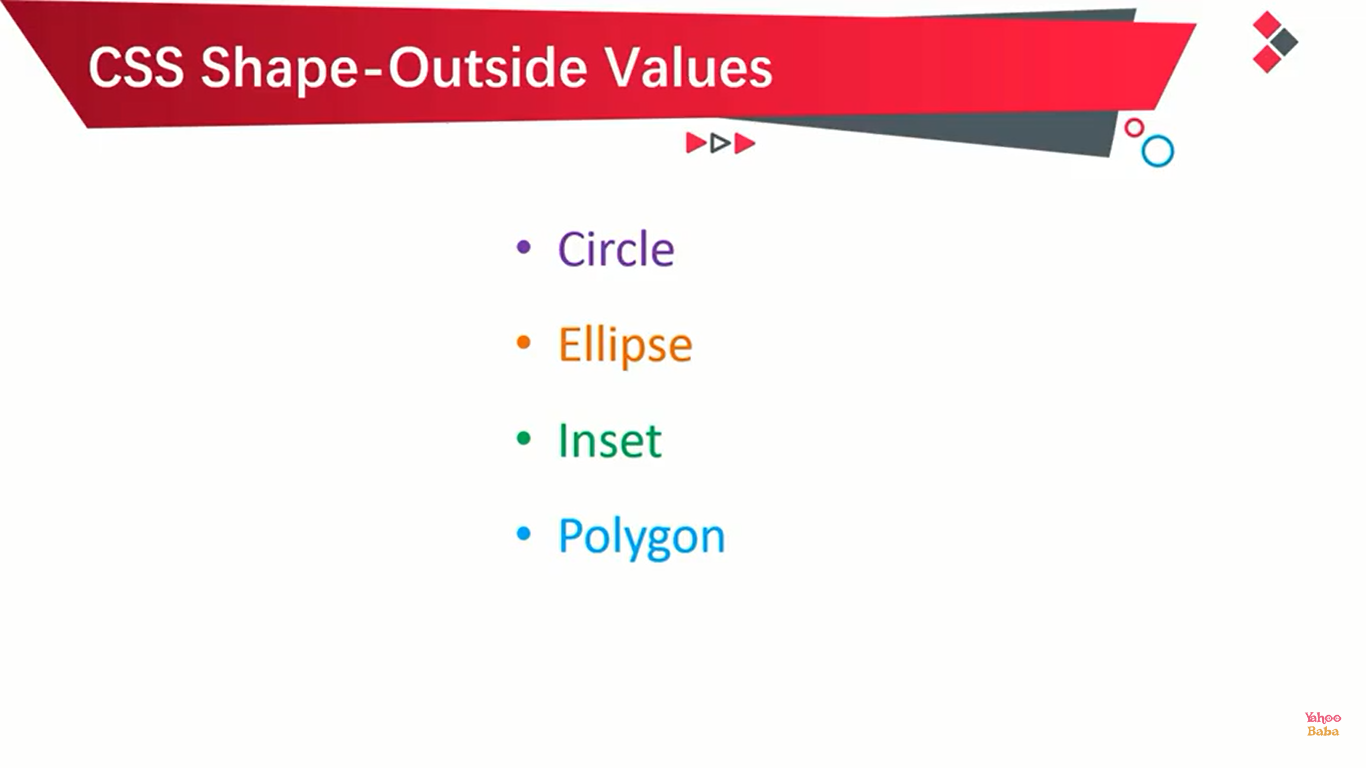 CSS Shape-Outside Values
• Circle
• Ellipse
• Inset
• Polygon
Yahoo
Baba